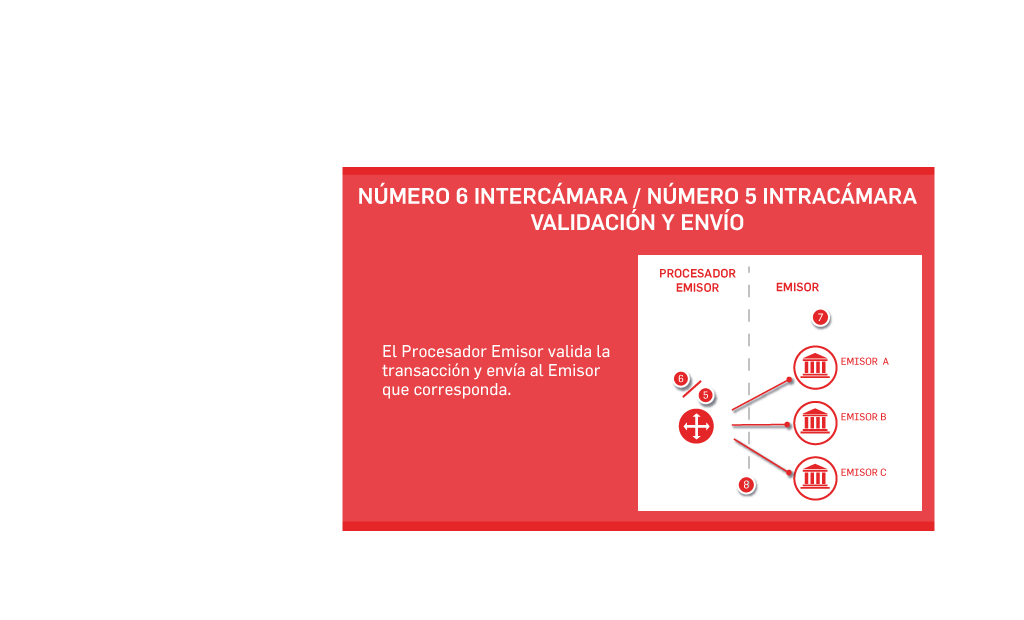 NÚMERO 6 INTERCÁMARA / NÚMERO 5 INTRACÁMARA
VALIDACIÓN Y ENVÍO
El Procesador Emisor valida la
transacción y envía al Emisor
que corresponda.
PROCESADOR
EMISOR
EMISOR
7
EMISOR A
6
5
EMISOR B
EMISOR C
8